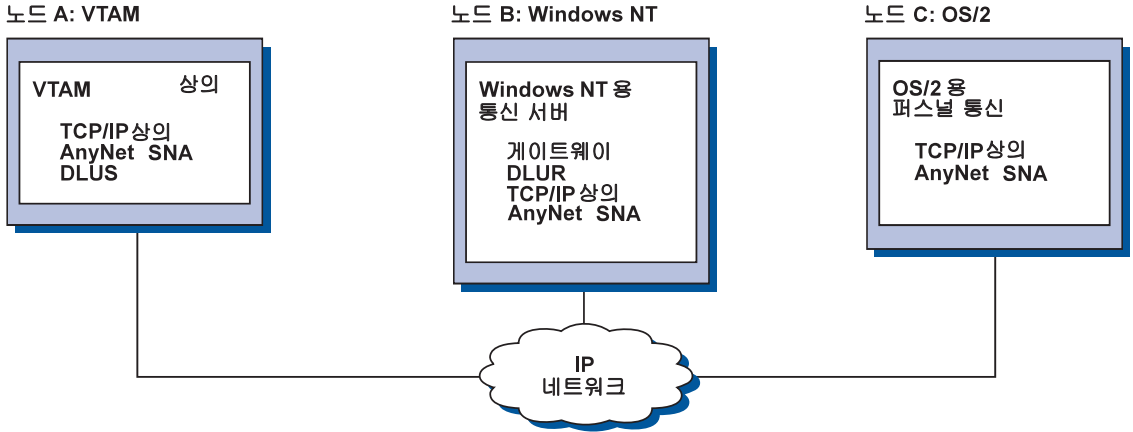 노드 A: VTAM
VTAM 상의
TCP/IP상의
AnyNet SNA
DLUS
노드 B: Windows NT
Windows NT 용
통신 서버
게이트웨이
DLUR
TCP/IP 상의
AnyNet SNA
노드 C: OS/2
OS/2 용
퍼스널 통신
TCP/IP상의
AnyNet SNA
IP
네트워크